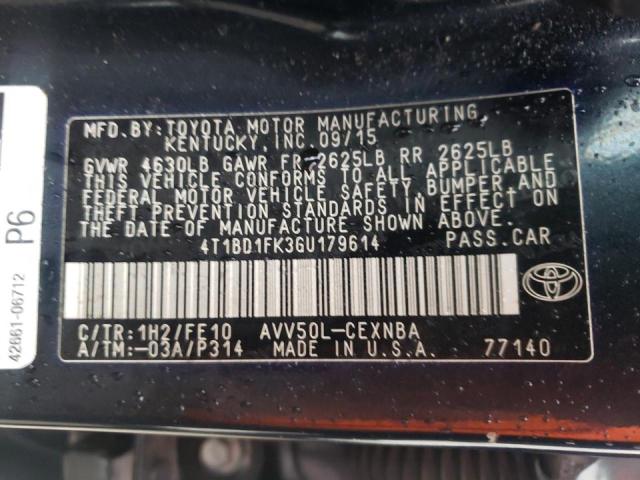 MFD.BY:TOYOTA MOTOR MANUFACTURING,
KENTUCKY, INC. 09/15
GVWR 4630LB GAWR FR 2625LB RR 2625LB
THIS VEHICLE CONFORMS TO ALL APPLICABLE
FEDERAL MOTOR VEHICLE SAFETY, BUMPER, AND
THEFT PREVENTION STANDARDS IN EFFECT ON
THE DATE OF MANUFACTURE SHOWN ABOVE.
4T1BD1FK3GU179614 PASS.CAR
C/TR:1H2/FE10 AVV50L-CEXNBA
A/TM:-03A/P314 MADE IN U.S.A. 77140
P6
42661-06712